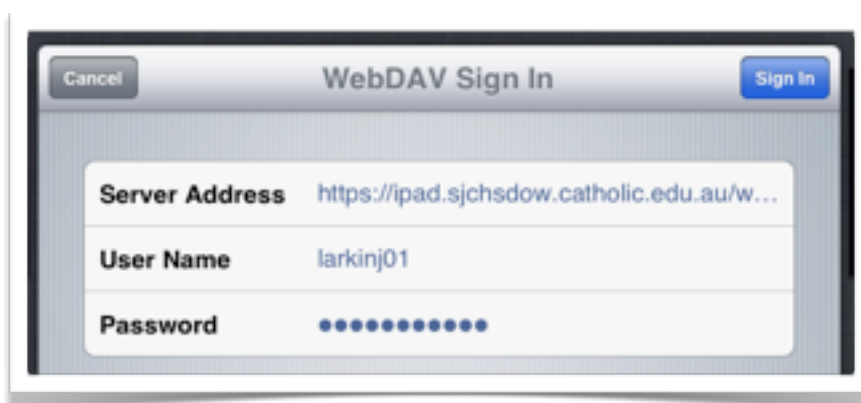 Cancel WebDAV Sign In Sign In
Server Address https://ipad.sjchsdow.catholic.edu.au/w...
User Name larkinj01
Password ●●●●●●●●●●●